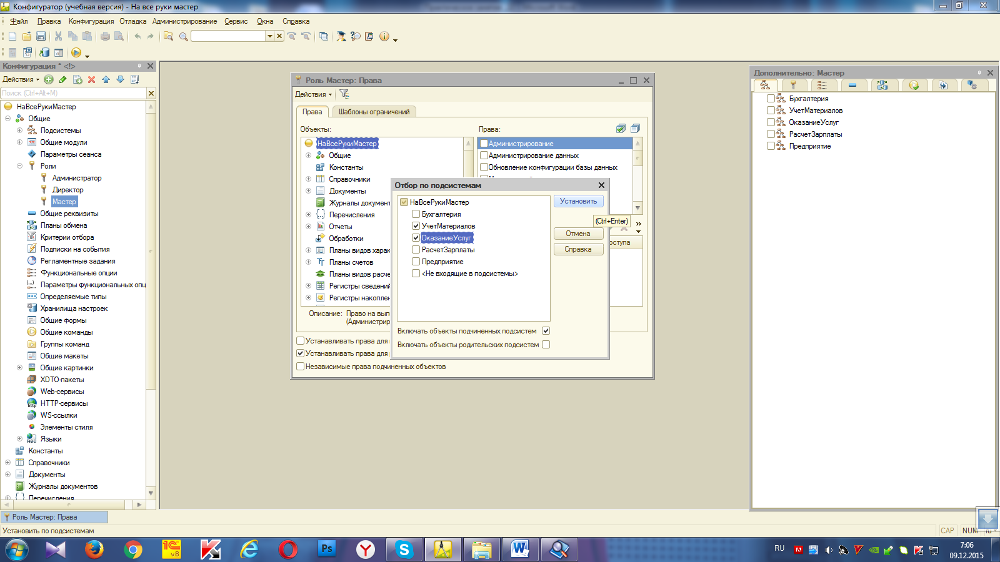 Конфигуратор (учебная версия) - На все руки мастер
Файл Правка Конфигурация Отладка Администрирование Сервис Окна Справка
Конфигурация * <!>
Действия
Поиск (Ctrl+Alt+M)
НаВсеРукиМастер
Общие
Подсистемы
Общие модули
Параметры сеанса
Роли
Администратор
Директор
Мастер
Общие реквизиты
Планы обмена
Критерии отбора
Подписки на события
Регламентные задания
Функциональные опции
Параметры функциональных опц
Определяемые типы
Хранилища настроек
Общие формы
Общие команды
Группы команд
Общие макеты
Общие картинки
XDTO-пакеты
Web-сервисы
HTTP-сервисы
WS-ссылки
Элементы стиля
Языки
Константы
Справочники
Документы
Журналы документов
Перечисления
Роль Мастер: Права
Действия
Права Шаблоны ограничений
Объекты:
НаВсеРукиМастер
Общие
Константы
Справочники
Документы
Журналы документ
Перечисления
Отчеты
Обработки
Планы видов харак
Планы счетов
Планы видов расче
Регистры сведений
Регистры накоплен
Права:
Администрирование
Администрирование данных
Обновление конфигурации базы данных
оступа
Описание: Право на вып
(Администрир
Устанавливать права для
Устанавливать права для
Независимые права подчиненных объектов
Отбор по подсистемам
НаВсеРукиМастер
Бухгалтерия
УчетМатериалов
ОказаниеУслуг
РасчетЗарплаты
Предприятие
<Не входящие в подсистемы>
Установить
(Ctrl+Enter)
Отмена
Справка
Включать объекты подчиненных подсистем
Включать объекты родительских подсистем
Дополнительно: Мастер
Бухгалтерия
УчетМатериалов
ОказаниеУслуг
РасчетЗарплаты
Предприятие
Роль Мастер: Права
Установить по подсистемам
CAP NUM
RU
7:06
09.12.2015